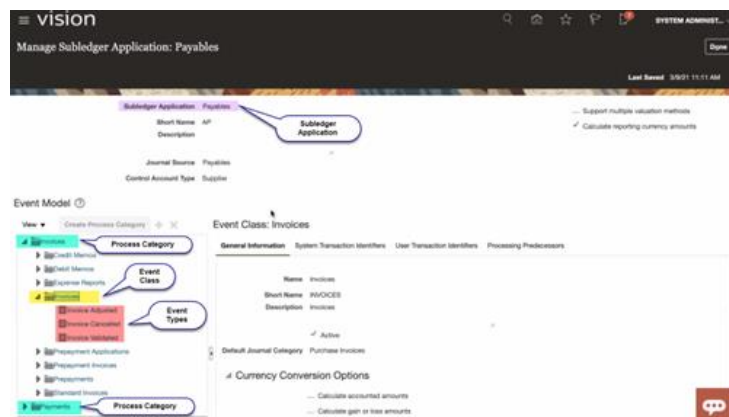 vision
SYSTEM ADMINIST...
Manage Subledger Application: Payables
Done
Last Saved 3/9/21 11:11 AM
Subledger Application Payables
Short Name AP
Description
Subledger Application
Support multiple valuation methods
Calculate reporting currency amounts
Journal Source Payables
Control Account Type Supplier
Event Model
View
Create Process Category
Invoices
Process Category
Credit Memos
Debit Memos
Expense Reports
Event Class
Invoices
Invoice Adjusted
Invoice Cancelled
Invoice Validated
Event Types
Prepayment Applications
Prepayment Invoices
Prepayments
Standard Invoices
Payments
Process Category
Event Class: Invoices
General Information System Transaction Identifiers User Transaction Identifiers Processing Predecessors
Name Invoices
Short Name INVOICES
Description Invoices
Active
Default Journal Category Purchase Invoices
Currency Conversion Options
Calculate accounted amounts
Calculate gain or loss amounts